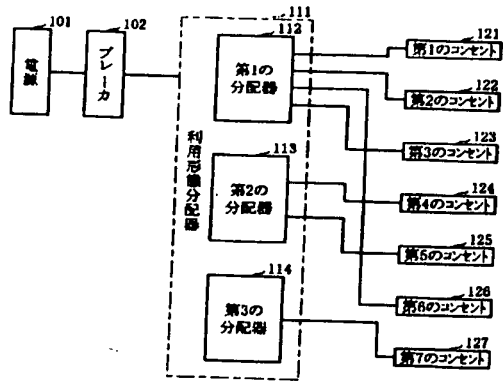 101
電源
102
ブレーカ
111
利用形態分配器
112
第1の
分配器
113
第2の
分配器
114
第3の
分配器
121
第1のコンセント
122
第2のコンセント
123
第3のコンセント
124
第4のコンセント
125
第5のコンセント
126
第6のコンセント
127
第7のコンセント